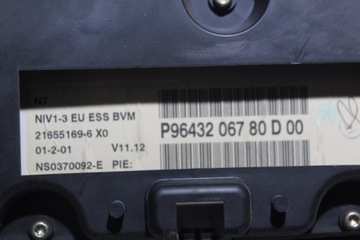 N7
NIV1-3 EU ESS BVM
21655169-6 X0
01-2-01 V11.12
NS0370092-E PIE:
P96432 067 80 D 00